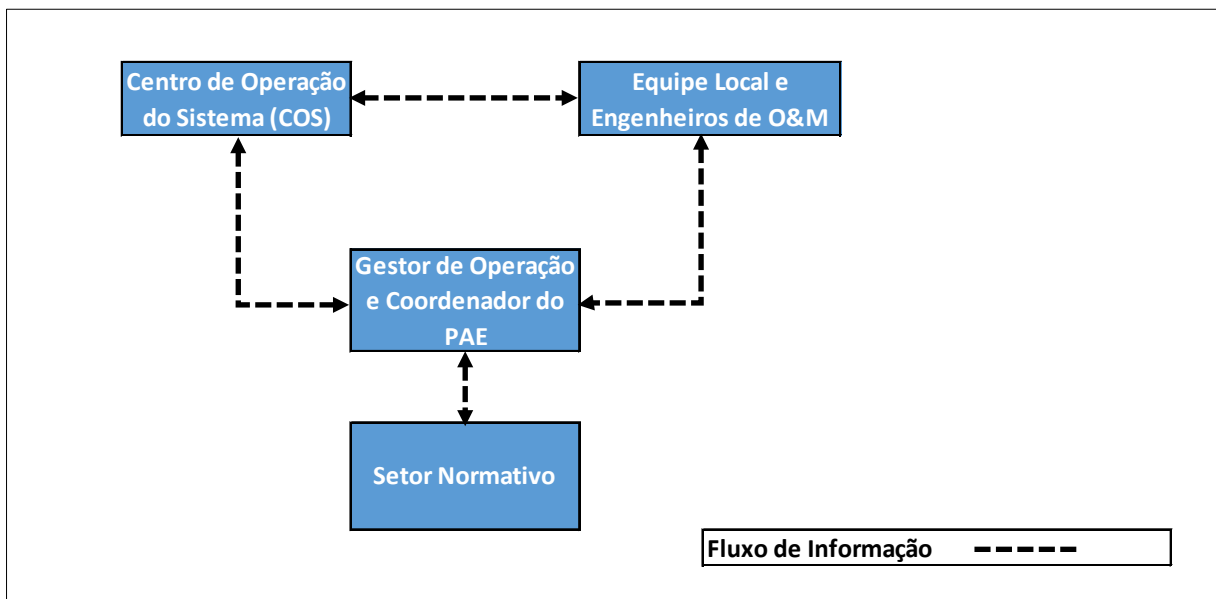 Centro de Operação
do Sistema (COS)
Equipe Local e
Engenheiros de O&M
Gestor de Operação
e Coordenador do
PAE
Setor Normativo
Fluxo de Informação